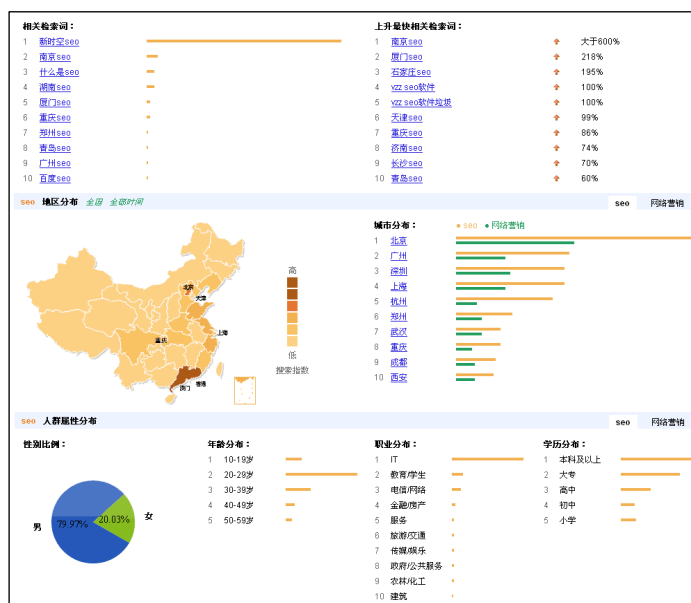 相关检索词：
1 新时空seo
2 南京seo
3 什么是seo
4 湖南seo
5 厦门seo
6 重庆seo
7 郑州seo
8 青岛seo
9 广州seo
10 百度seo
上升最快相关检索词：
1 南京seo 大于600%
2 厦门seo 218%
3 石家庄seo 195%
4 vzz seo软件 100%
5 vzz seo软件垃圾 100%
6 天津seo 99%
7 重庆seo 86%
8 济南seo 74%
9 长沙seo 70%
10 青岛seo 60%
seo 地区分布 全国 全部时间
seo 网络营销
北京
天津
上海
重庆
香港
澳门
高
低
搜索指数
城市分布： seo 网络营销
1 北京
2 广州
3 深圳
4 上海
5 杭州
6 郑州
7 武汉
8 重庆
9 成都
10 西安
seo 人群属性分布
seo 网络营销
性别比例：
男 79.97% 20.03% 女
年龄分布：
1 10-19岁
2 20-29岁
3 30-39岁
4 40-49岁
5 50-59岁
职业分布：
1 IT
2 教育/学生
3 电信/网络
4 金融/房产
5 服务
6 旅游/交通
7 传媒/娱乐
8 政府/公共服务
9 农林/化工
10 建筑
学历分布：
1 本科及以上
2 大专
3 高中
4 初中
5 小学